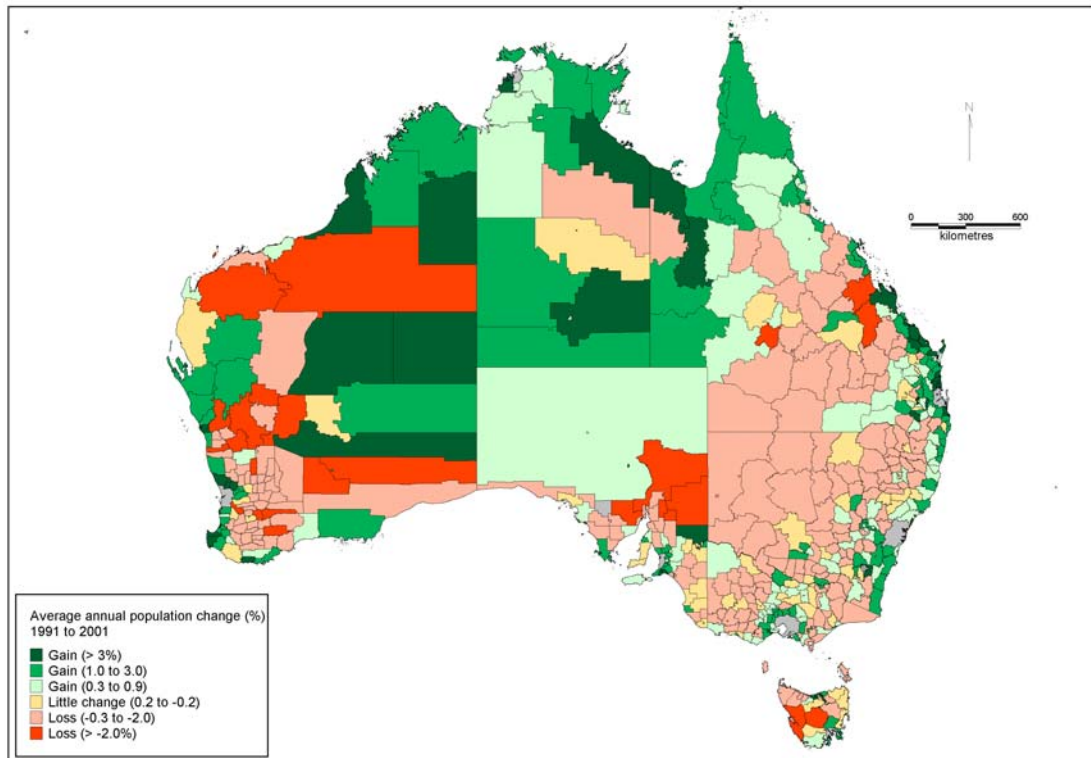 N
0 300 600
kilometres
Average annual population change (%)
1991 to 2001
Gain (> 3%)
Gain (1.0 to 3.0)
Gain (0.3 to 0.9)
Little change (0.2 to -0.2)
Loss (-0.3 to -2.0)
Loss (> -2.0%)